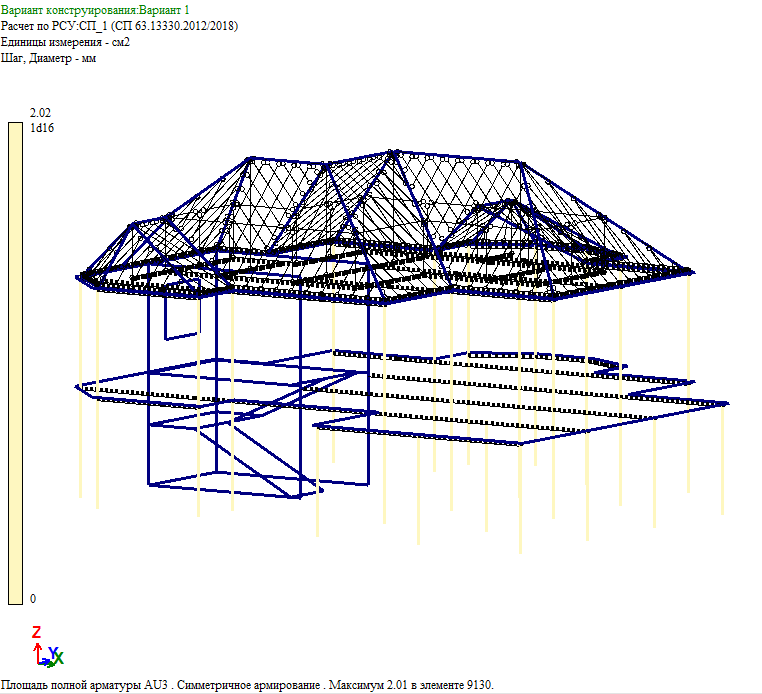 Вариант конструирования:Вариант 1
Расчет по РСУ:СП_1 (СП 63.13330.2012/2018)
Единицы измерения - см2
Шаг, Диаметр - мм
2.02
1d16
0
Z
Y
X
Площадь полной арматуры AU3 . Симметричное армирование . Максимум 2.01 в элементе 9130.